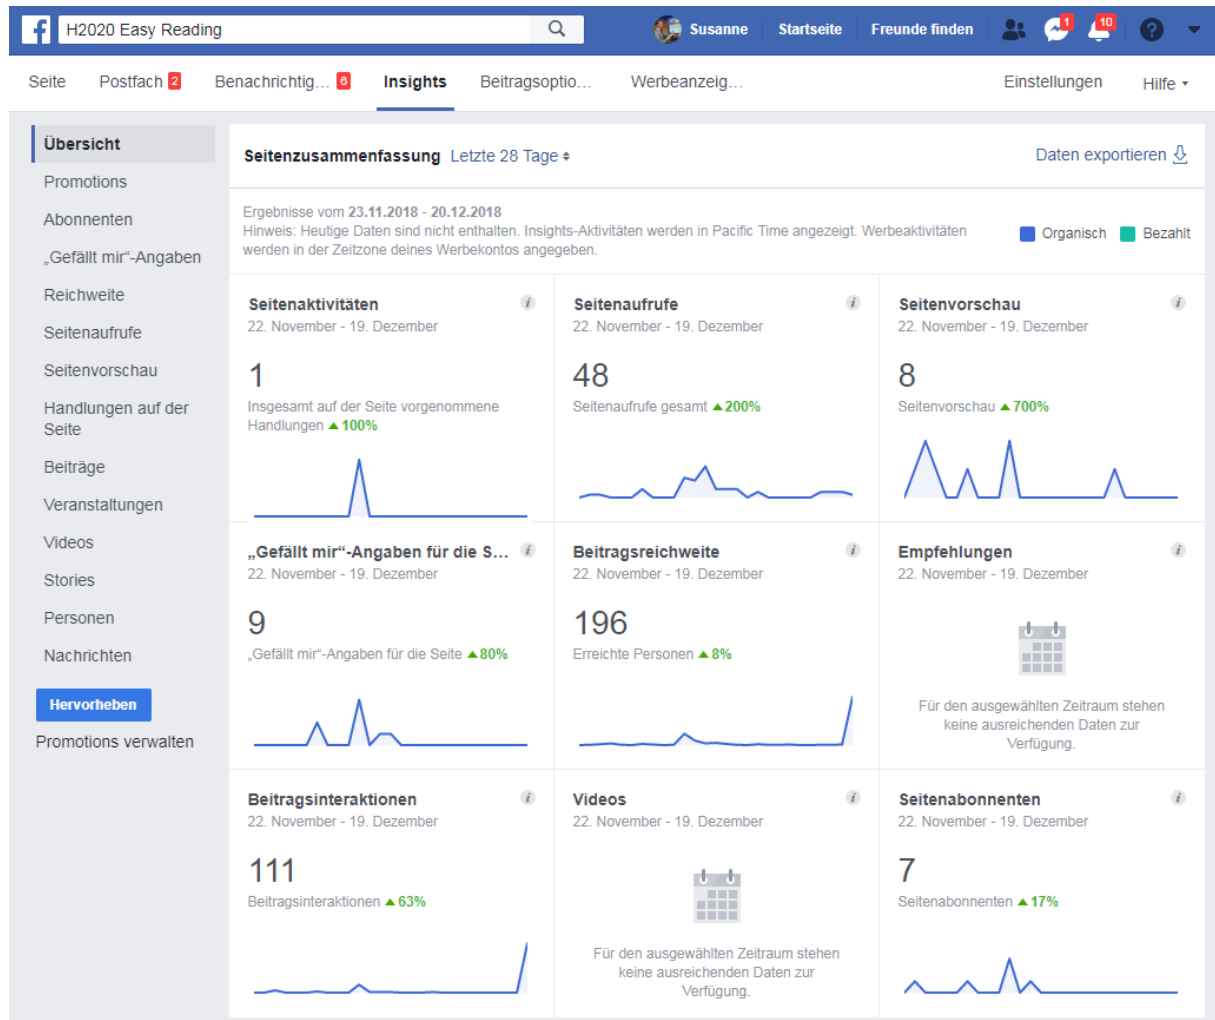 H2020 Easy Reading
Susanne
Startseite
Freunde finden
1
10
Seite
Postfach 2
Benachrichtig... 6
Insights
Beitragsoptio...
Werbeanzeig...
Einstellungen
Hilfe
Übersicht
Promotions
Abonnenten
„Gefällt mir“-Angaben
Reichweite
Seitenaufrufe
Seitenvorschau
Handlungen auf der
Seite
Beiträge
Veranstaltungen
Videos
Stories
Personen
Nachrichten
Hervorheben
Promotions verwalten
Seitenzusammenfassung Letzte 28 Tage
Daten exportieren
Ergebnisse vom 23.11.2018 - 20.12.2018
Hinweis: Heutige Daten sind nicht enthalten. Insights-Aktivitäten werden in Pacific Time angezeigt. Werbeaktivitäten
werden in der Zeitzone deines Werbekontos angegeben.
Organisch
Bezahlt
Seitenaktivitäten
22. November - 19. Dezember
1
Insgesamt auf der Seite vorgenommene
Handlungen ▲ 100%
Seitenaufrufe
22. November - 19. Dezember
48
Seitenaufrufe gesamt ▲ 200%
Seitenvorschau
22. November - 19. Dezember
8
Seitenvorschau ▲ 700%
„Gefällt mir“-Angaben für die S...
22. November - 19. Dezember
9
„Gefällt mir“-Angaben für die Seite ▲ 80%
Beitragsreichweite
22. November - 19. Dezember
196
Erreichte Personen ▲ 8%
Empfehlungen
22. November - 19. Dezember
Für den ausgewählten Zeitraum stehen
keine ausreichenden Daten zur
Verfügung.
Beitragsinteraktionen
22. November - 19. Dezember
111
Beitragsinteraktionen ▲ 63%
Videos
22. November - 19. Dezember
Für den ausgewählten Zeitraum stehen
keine ausreichenden Daten zur
Verfügung.
Seitenabonnenten
22. November - 19. Dezember
7
Seitenabonnenten ▲ 17%